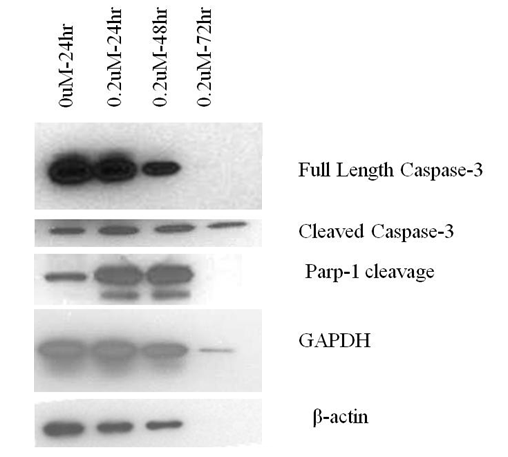 0uM-24hr
0.2uM-24hr
0.2uM-48hr
0.2uM-72hr
Full Length Caspase-3
Cleaved Caspase-3
Parp-1 cleavage
GAPDH
β-actin